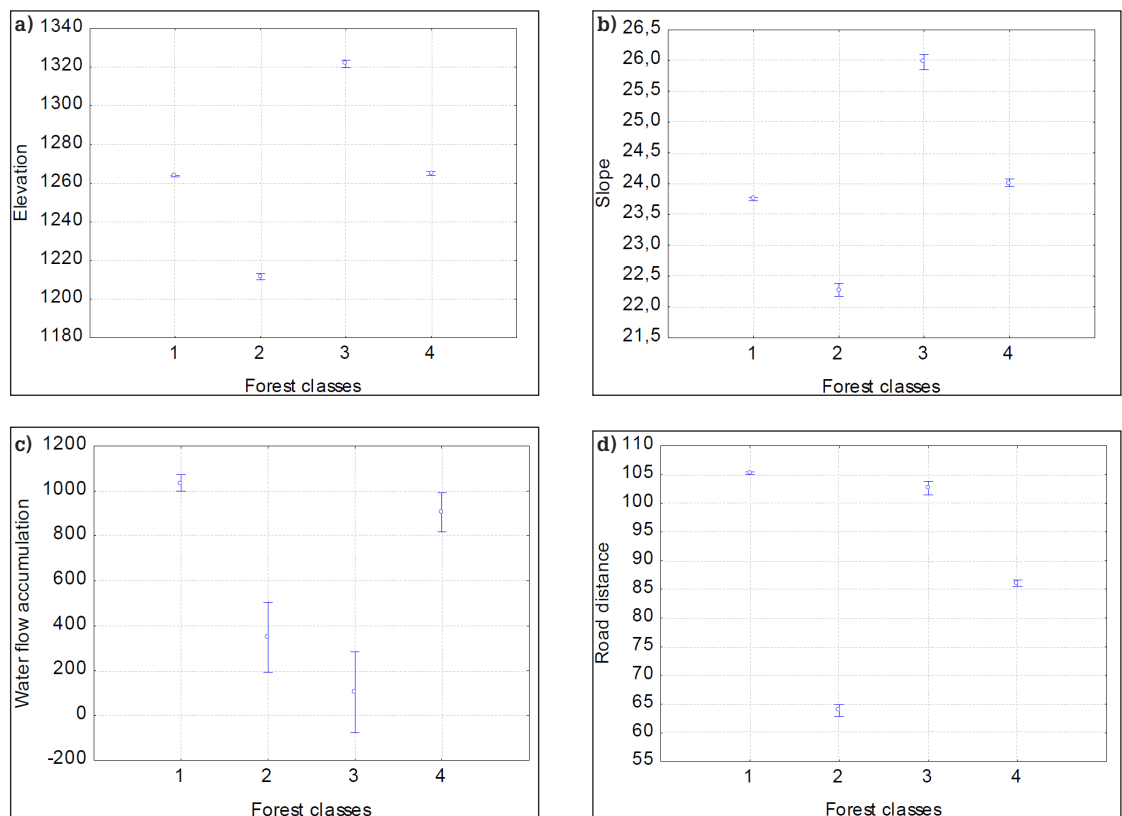 a)
1340
1320
1300
1280
1260
1240
1220
1200
1180
Elevation
1 2 3 4
Forest classes
b)
26,5
26,0
25,5
25,0
24,5
24,0
23,5
23,0
22,5
22,0
21,5
Slope
1 2 3 4
Forest classes
c)
1200
1000
800
600
400
200
0
-200
Water flow accumulation
1 2 3 4
Forest classes
d)
110
105
100
95
90
85
80
75
70
65
60
55
Road distance
1 2 3 4
Forest classes